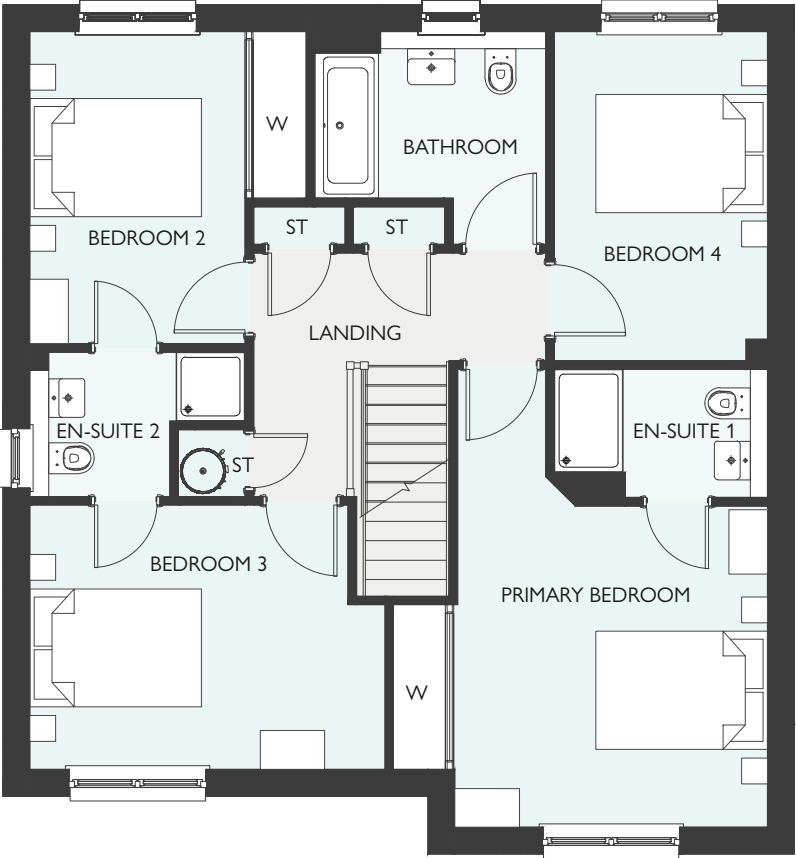 W
BATHROOM
ST
ST
BEDROOM 2
BEDROOM 4
LANDING
EN-SUITE 2
EN-SUITE 1
ST
BEDROOM 3
PRIMARY BEDROOM
W